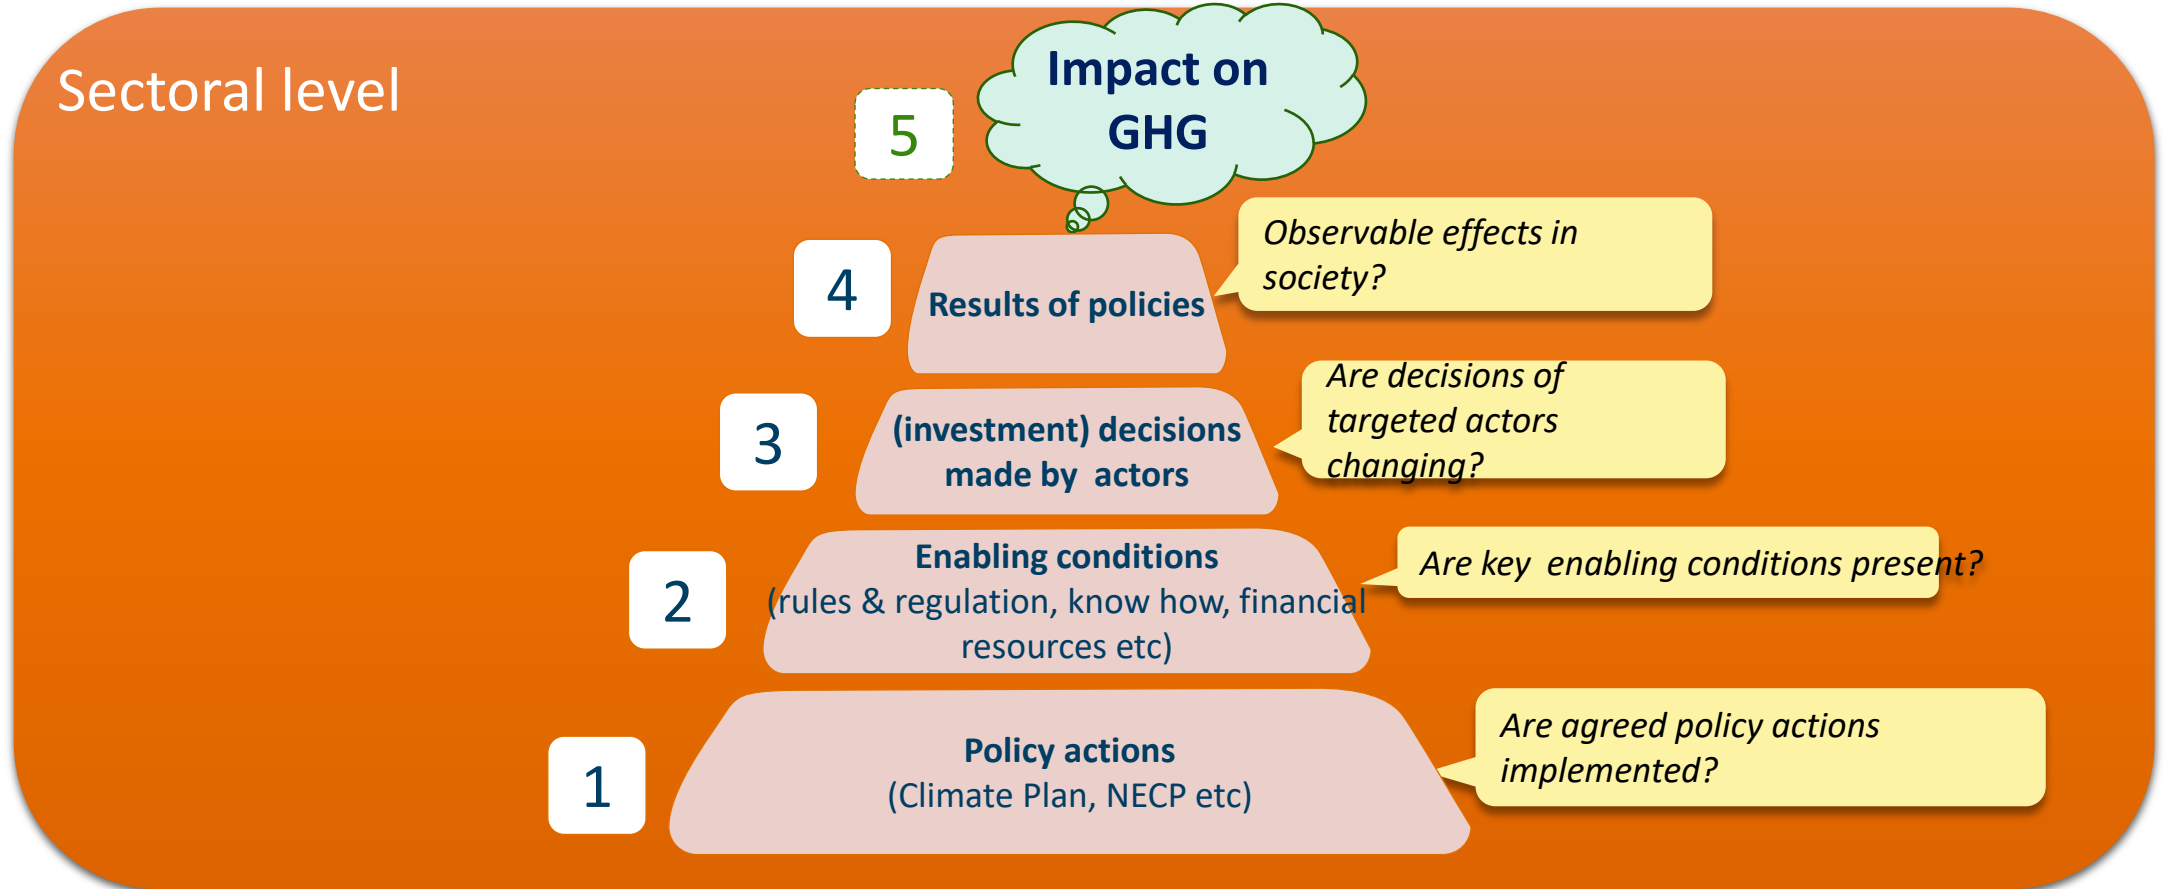 Sectoral level
5
Impact on
GHG
4
Results of policies
Observable effects in
society?
3
(investment) decisions
made by  actors
Are decisions of
targeted actors
changing?
2
Enabling conditions
(rules & regulation, know how, financial
resources etc)
Are key  enabling conditions present?
1
Policy actions
(Climate Plan, NECP etc)
Are agreed policy actions
implemented?